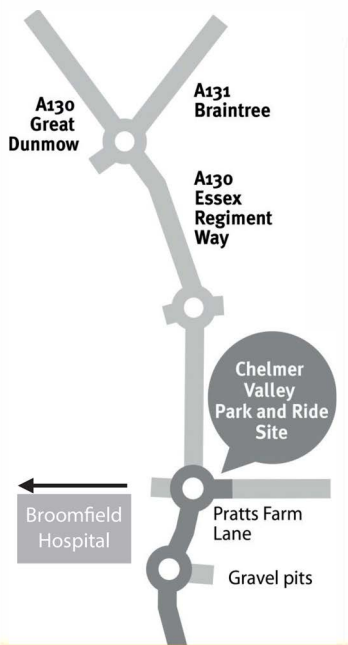 A131
Braintree
A130
Great
Dunmow
A130
Essex
Regiment
Way
Chelmer
Valley
Park and Ride
Site
Broomfield
Hospital
Pratts Farm
Lane
Gravel pits